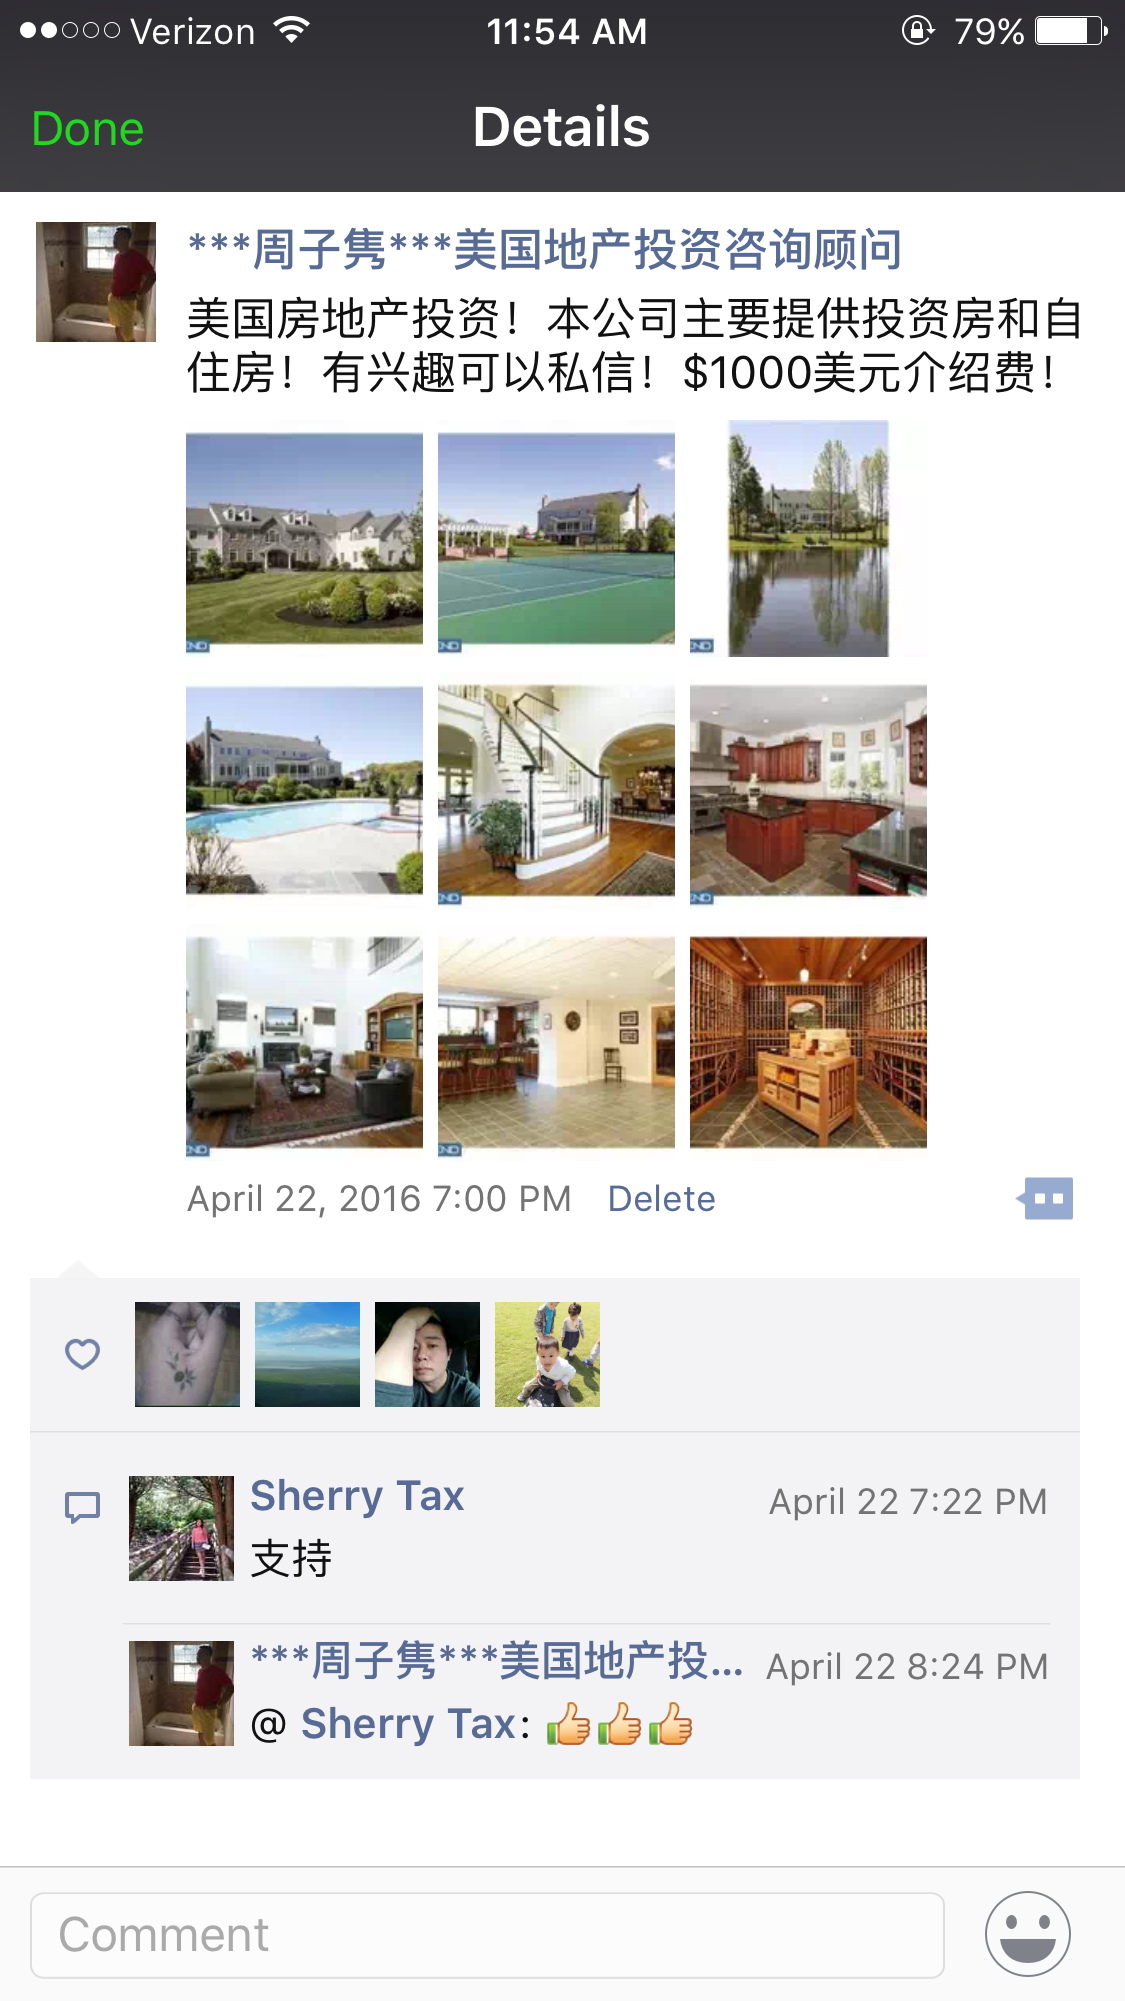 Verizon 11:54 AM 79%
Done Details
***周子隽***美国地产投资咨询顾问
美国房地产投资！本公司主要提供投资房和自
住房！有兴趣可以私信！$1000美元介绍费！
April 22, 2016 7:00 PM Delete
Sherry Tax April 22 7:22 PM
支持
***周子隽***美国地产投... April 22 8:24 PM
@ Sherry Tax: 👍👍👍
Comment